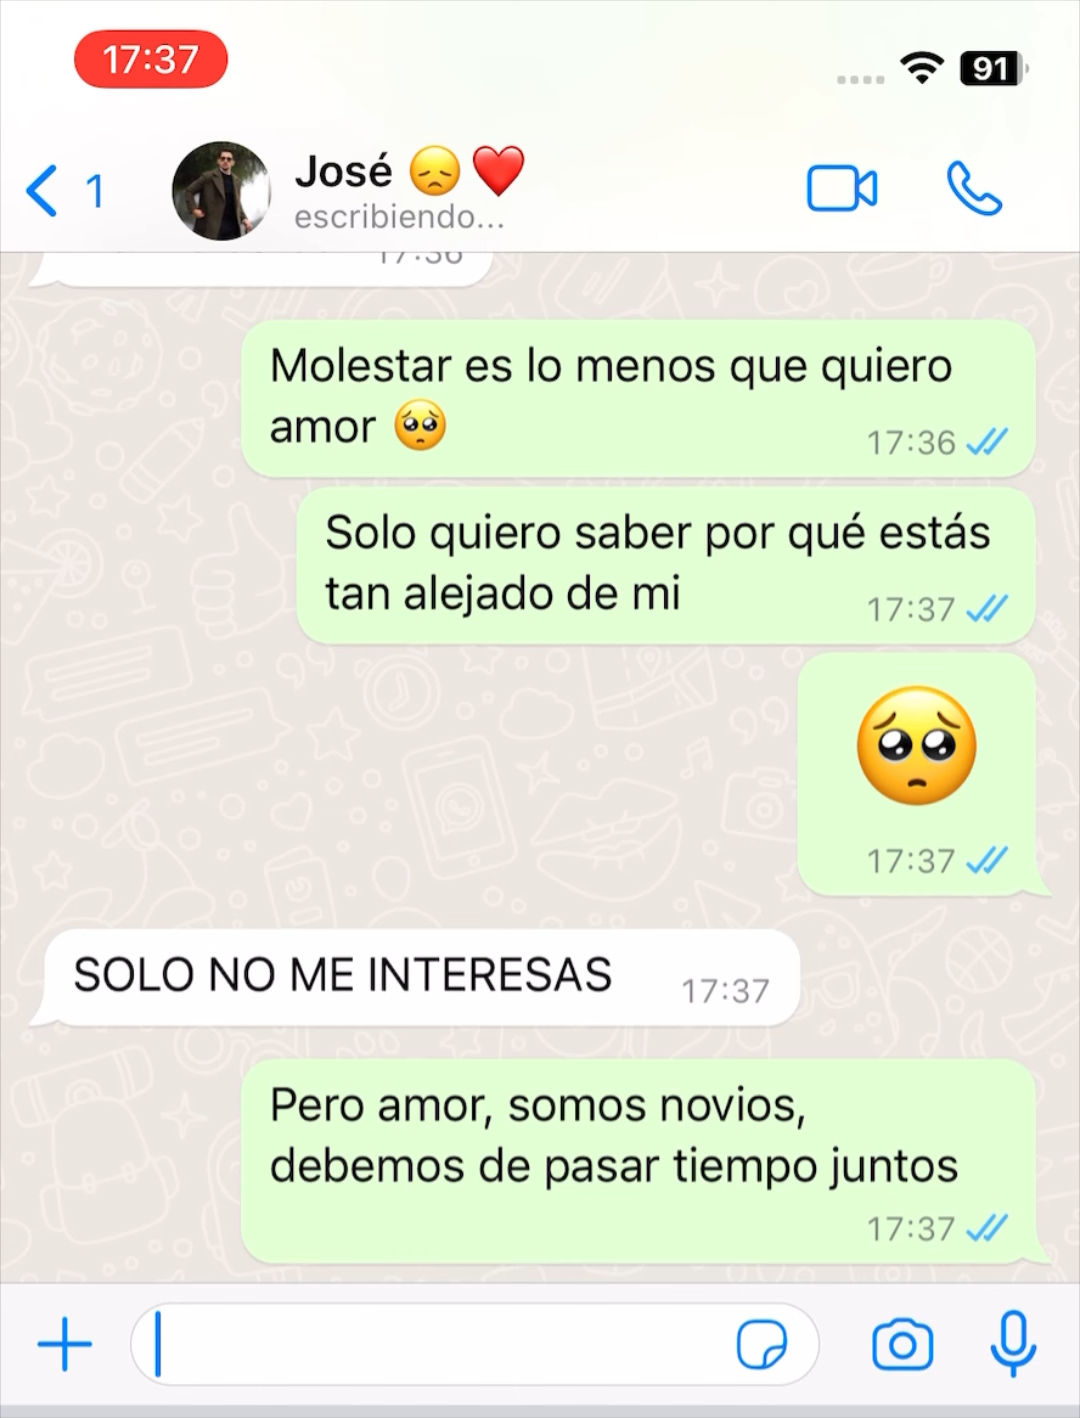 17:37
91
1
José 😞❤️
escribiendo...
17:36
Molestar es lo menos que quiero
amor 🥺
17:36
Solo quiero saber por qué estás
tan alejado de mi
17:37
🥺
17:37
SOLO NO ME INTERESAS
17:37
Pero amor, somos novios,
debemos de pasar tiempo juntos
17:37